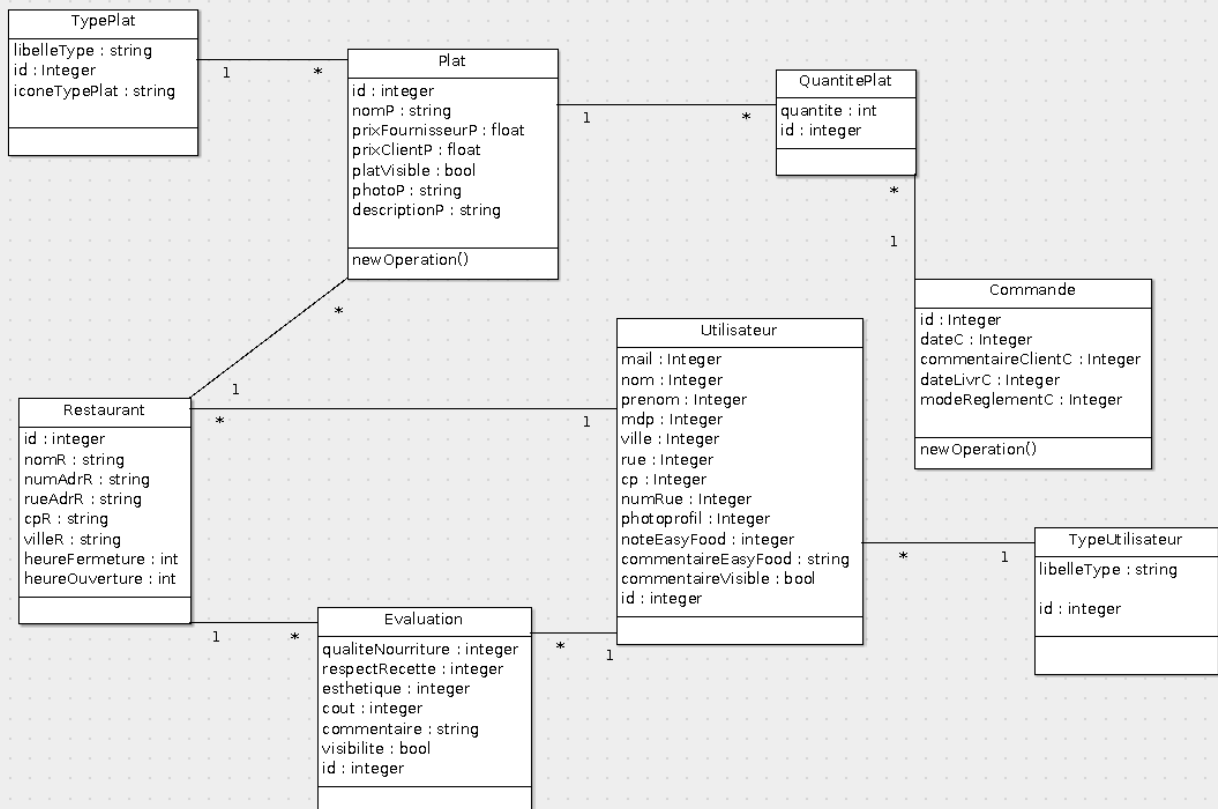 TypePlat
libelleType : string
id : Integer
iconeTypePlat : string
1
*
Plat
id : integer
nomP : string
prixFournisseurP : float
prixClientP : float
platVisible : bool
photoP : string
descriptionP : string
newOperation()
1
*
QuantitePlat
quantite : int
id : integer
*
1
Commande
id : Integer
dateC : Integer
commentaireClientC : Integer
dateLivrC : Integer
modeReglementC : Integer
newOperation()
*
1
Restaurant
id : integer
nomR : string
numAdrR : string
rueAdrR : string
cpR : string
villeR : string
heureFermeture : int
heureOuverture : int
*
1
Utilisateur
mail : Integer
nom : Integer
prenom : Integer
mdp : Integer
ville : Integer
rue : Integer
cp : Integer
numRue : Integer
photoprofil : Integer
noteEasyFood : integer
commentaireEasyFood : string
commentaireVisible : bool
id : integer
*
1
TypeUtilisateur
libelleType : string
id : integer
1
*
Evaluation
qualiteNourriture : integer
respectRecette : integer
esthetique : integer
cout : integer
commentaire : string
visibilite : bool
id : integer
*
1